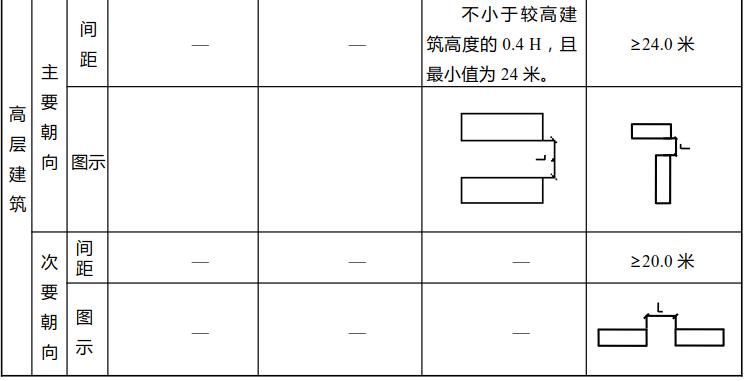 高层建筑
主要朝向
间距
—
—
不小于较高建
筑高度的 0.4 H，且
最小值为 24 米。
≥24.0 米
图示
L
L
次要朝向
间距
—
—
—
≥20.0 米
图示
—
—
—
L